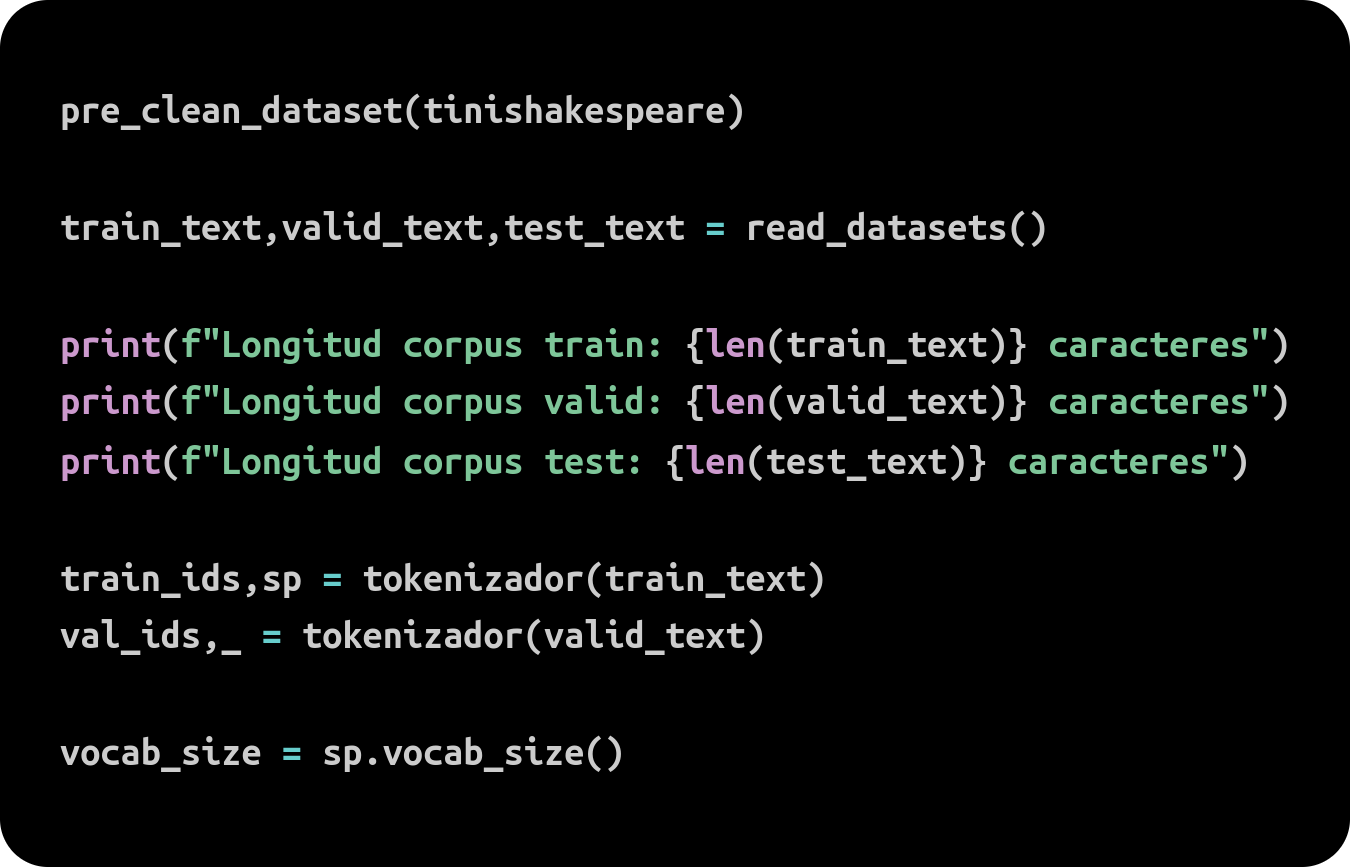 pre_clean_dataset(tinishakespeare)
train_text,valid_text,test_text = read_datasets()
print(f"Longitud corpus train: {len(train_text)} caracteres")
print(f"Longitud corpus valid: {len(valid_text)} caracteres")
print(f"Longitud corpus test: {len(test_text)} caracteres")
train_ids,sp = tokenizador(train_text)
val_ids,_ = tokenizador(valid_text)
vocab_size = sp.vocab_size()